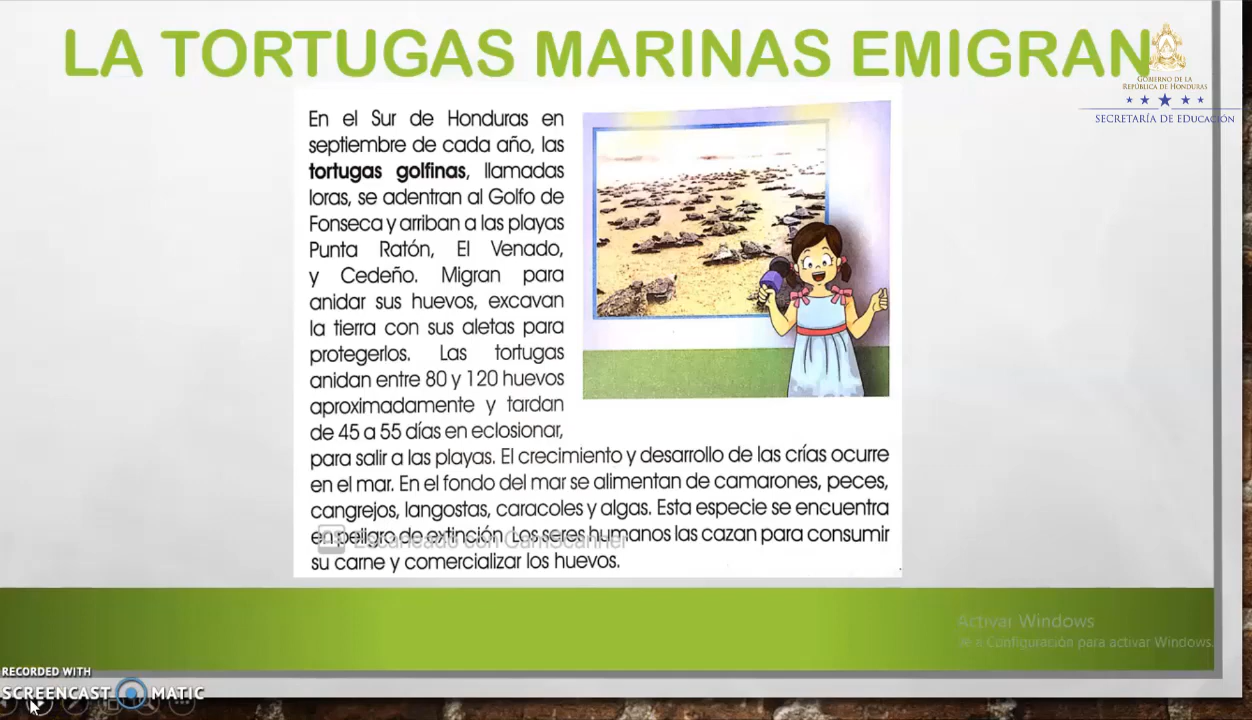 LA TORTUGAS MARINAS EMIGRAN
GOBIERNO DE LA
REPÚBLICA DE HONDURAS
SECRETARÍA DE EDUCACIÓN
En el Sur de Honduras en
septiembre de cada año, las
tortugas golfinas, llamadas
loras, se adentran al Golfo de
Fonseca y arriban a las playas
Punta Ratón, El Venado,
y Cedeño. Migran para
anidar sus huevos, excavan
la tierra con sus aletas para
protegerlos. Las tortugas
anidan entre 80 y 120 huevos
aproximadamente y tardan
de 45 a 55 días en eclosionar,
para salir a las playas. El crecimiento y desarrollo de las crías ocurre
en el mar. En el fondo del mar se alimentan de camarones, peces,
cangrejos, langostas, caracoles y algas. Esta especie se encuentra
en peligro de extinción. Los seres humanos las cazan para consumir
Escaneado con CamScanner
su carne y comercializar los huevos.
Activar Windows
Ve a Configuración para activar Windows.
RECORDED WITH
SCREENCAST MATIC